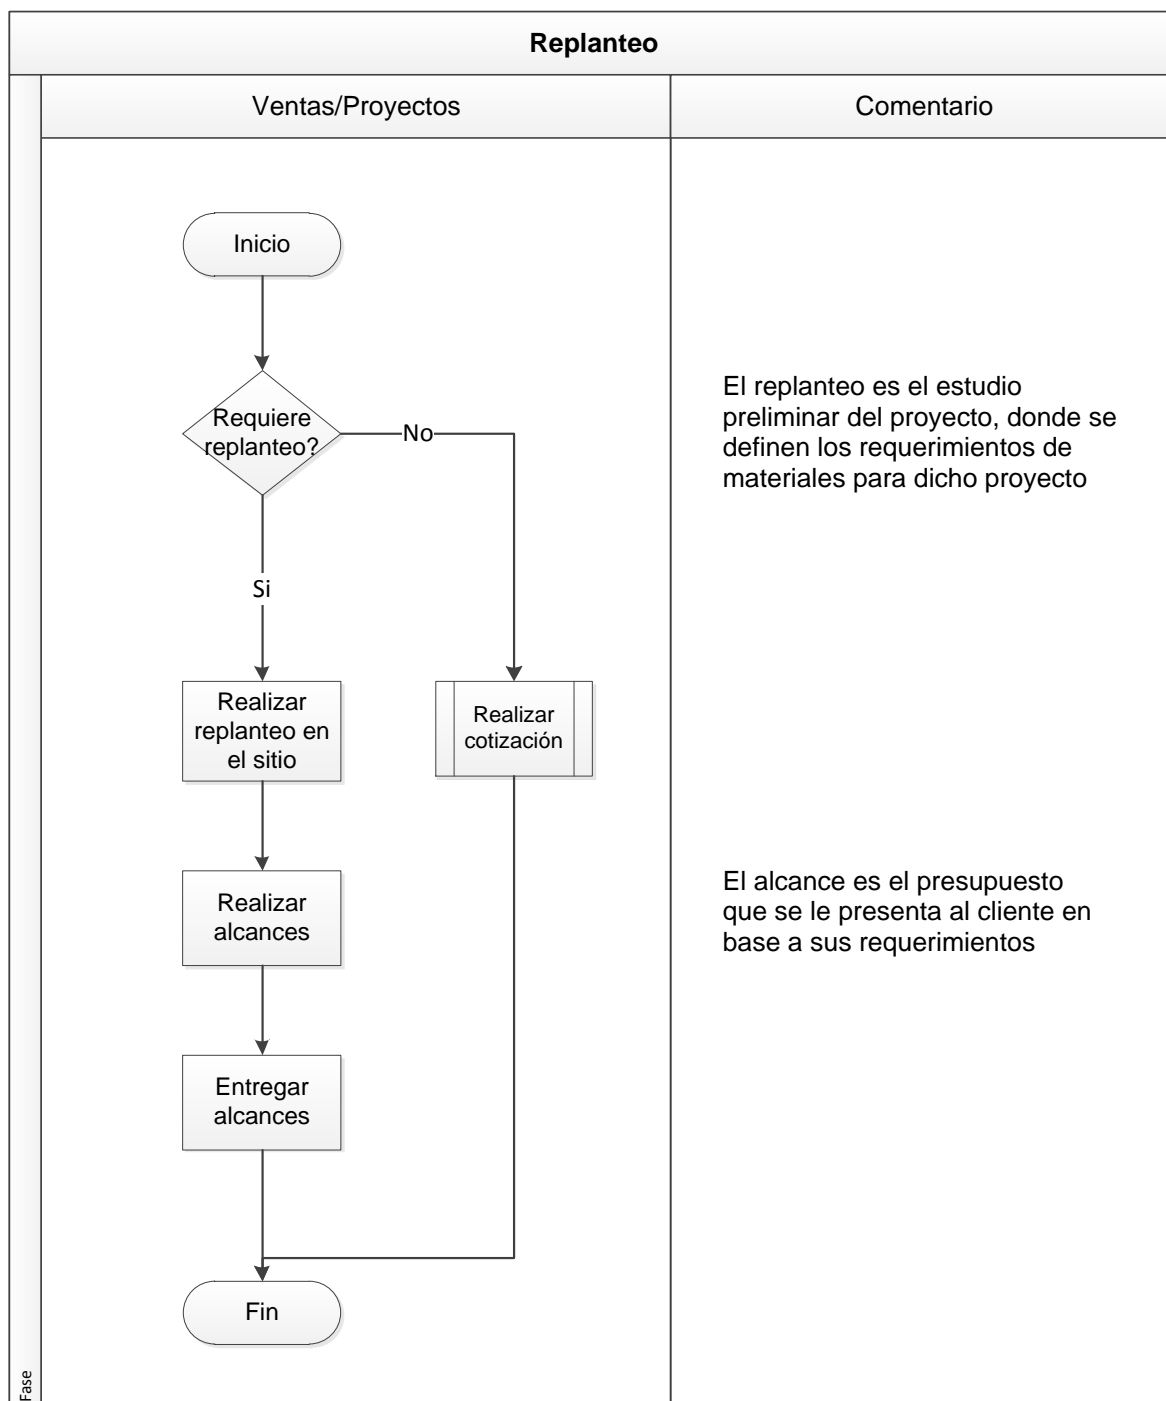 Replanteo
Ventas/Proyectos
Comentario
Inicio
Requiere
replanteo?
No
El replanteo es el estudio
preliminar del proyecto, donde se
definen los requerimientos de
materiales para dicho proyecto
Si
Realizar
replanteo en
el sitio
Realizar
cotización
Realizar
alcances
El alcance es el presupuesto
que se le presenta al cliente en
base a sus requerimientos
Entregar
alcances
Fin
Fase